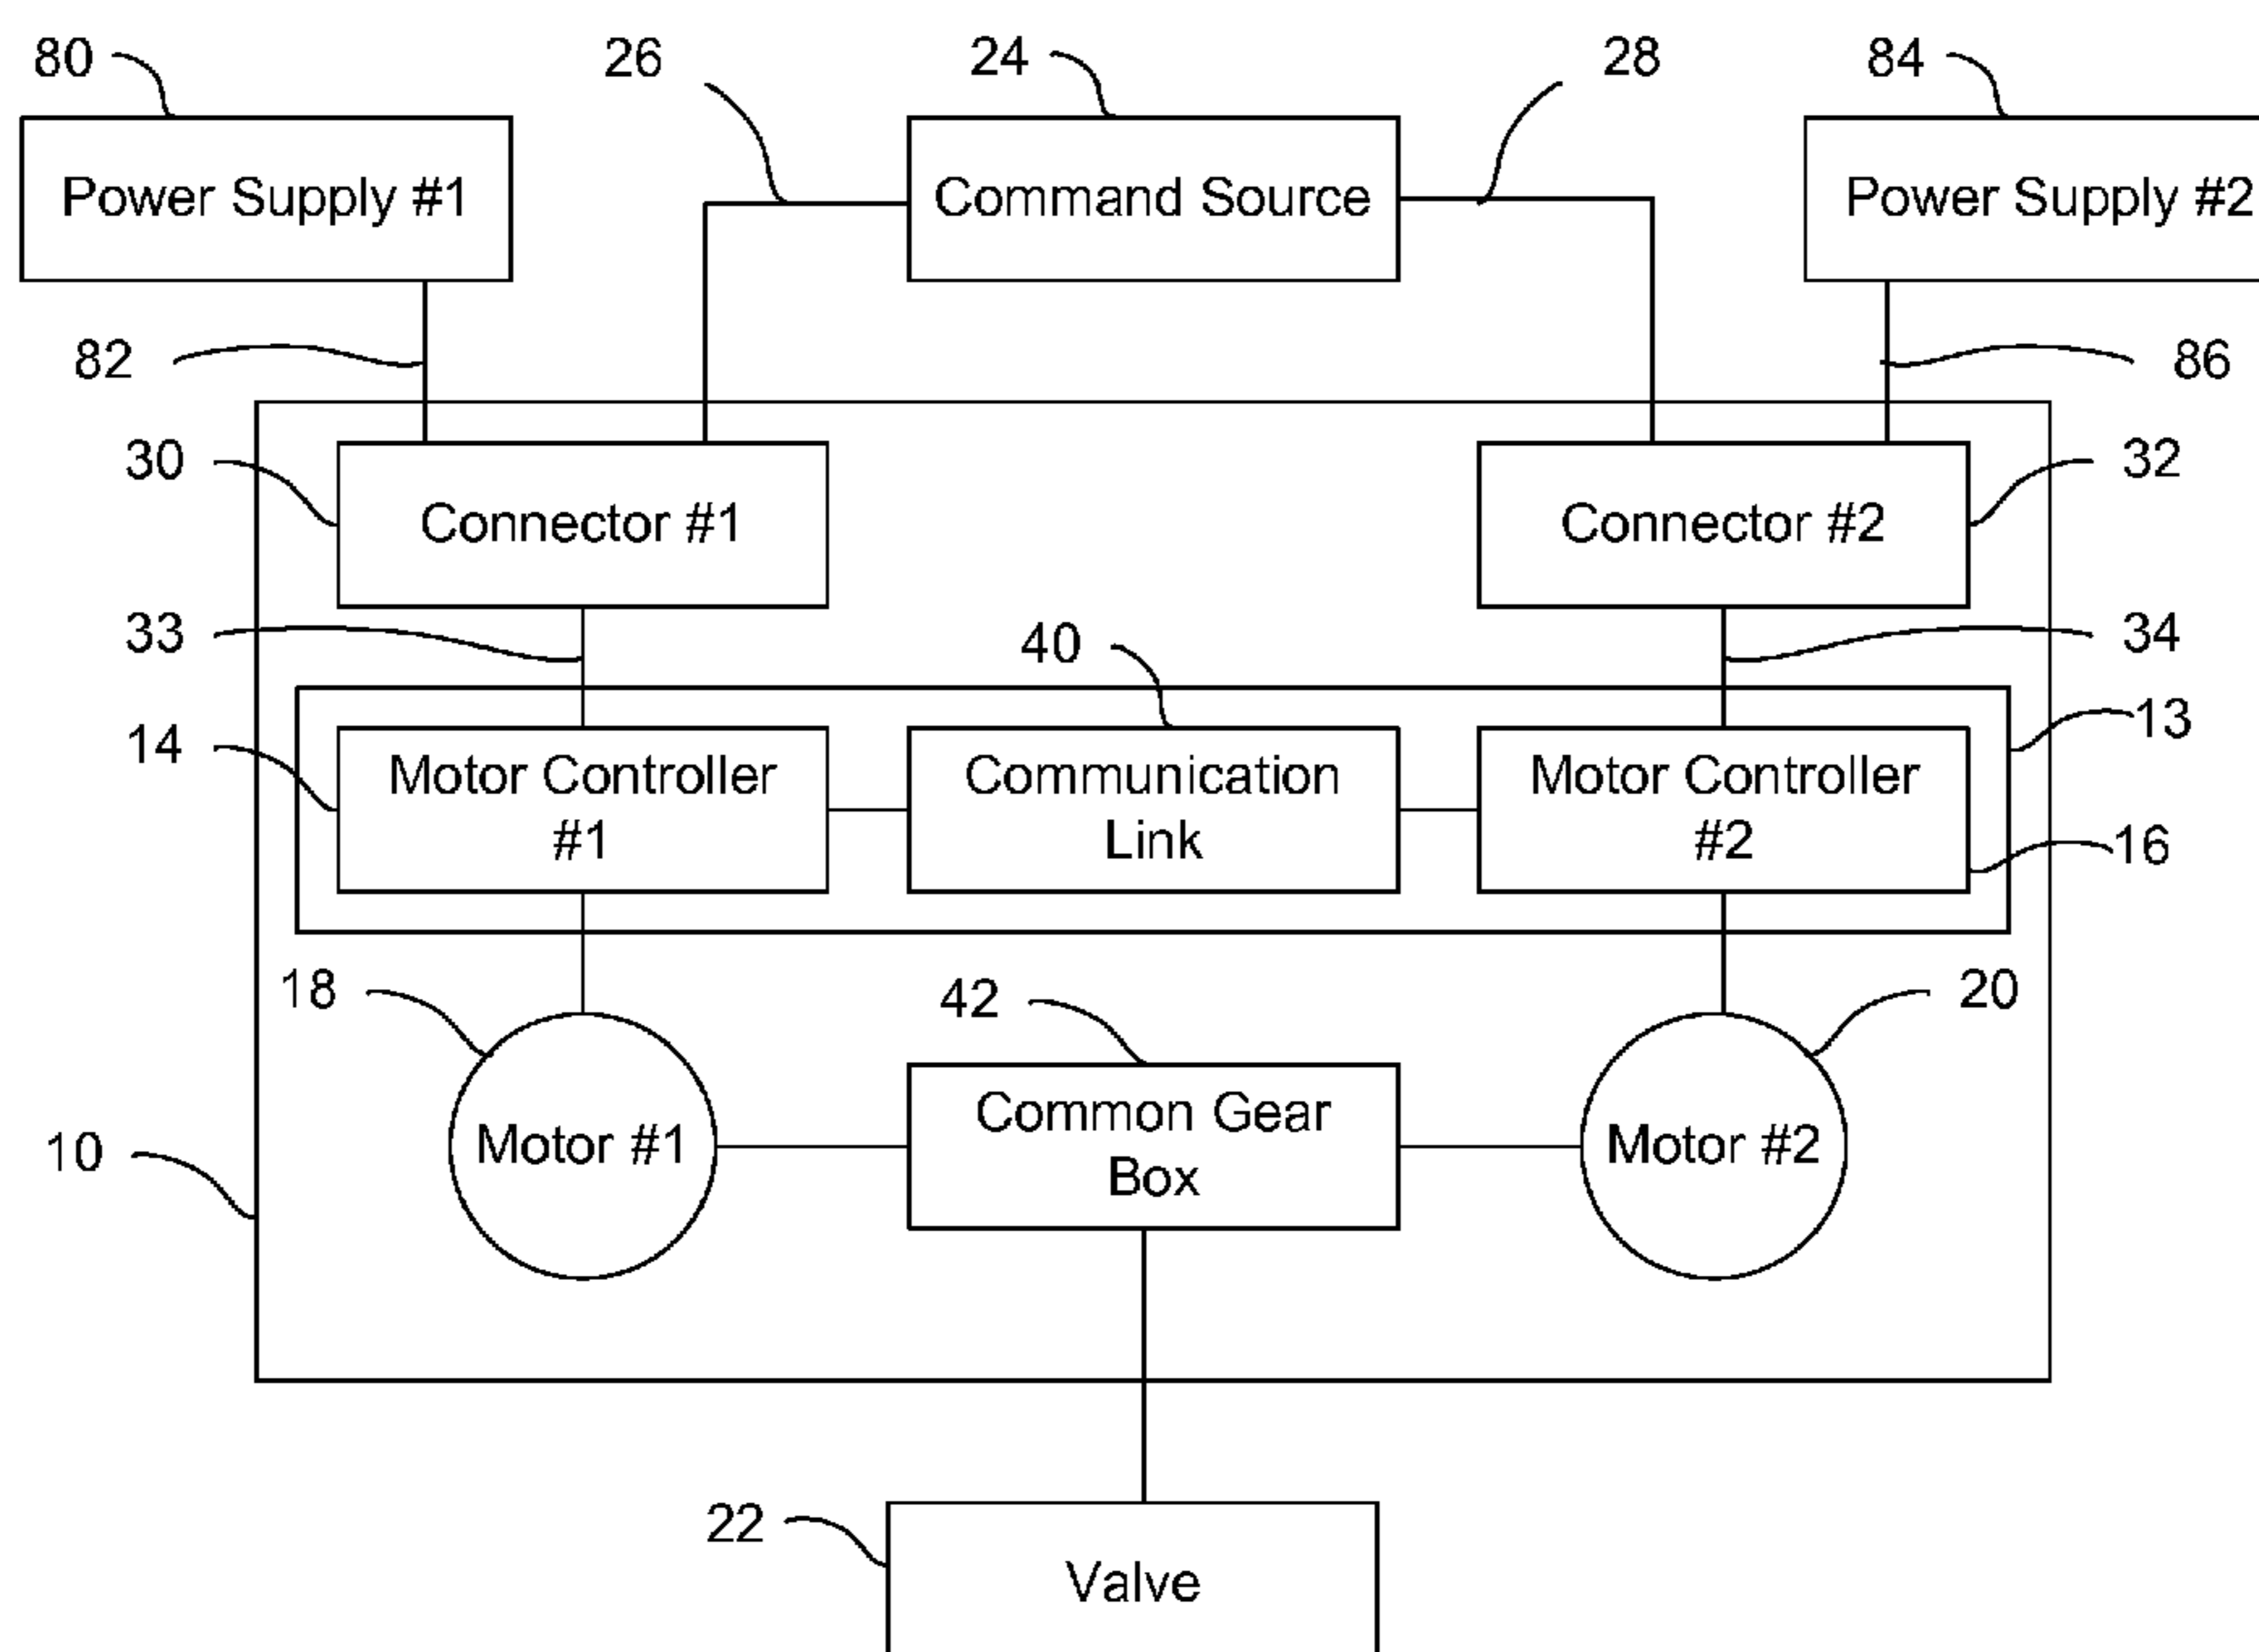 80
26
24
28
84
Power Supply #1
Command Source
Power Supply #2
82
86
30
Connector #1
Connector #2
32
33
40
34
14
Motor Controller
#1
Communication
Link
Motor Controller
#2
13
16
18
42
20
10
Motor #1
Common Gear
Box
Motor #2
22
Valve